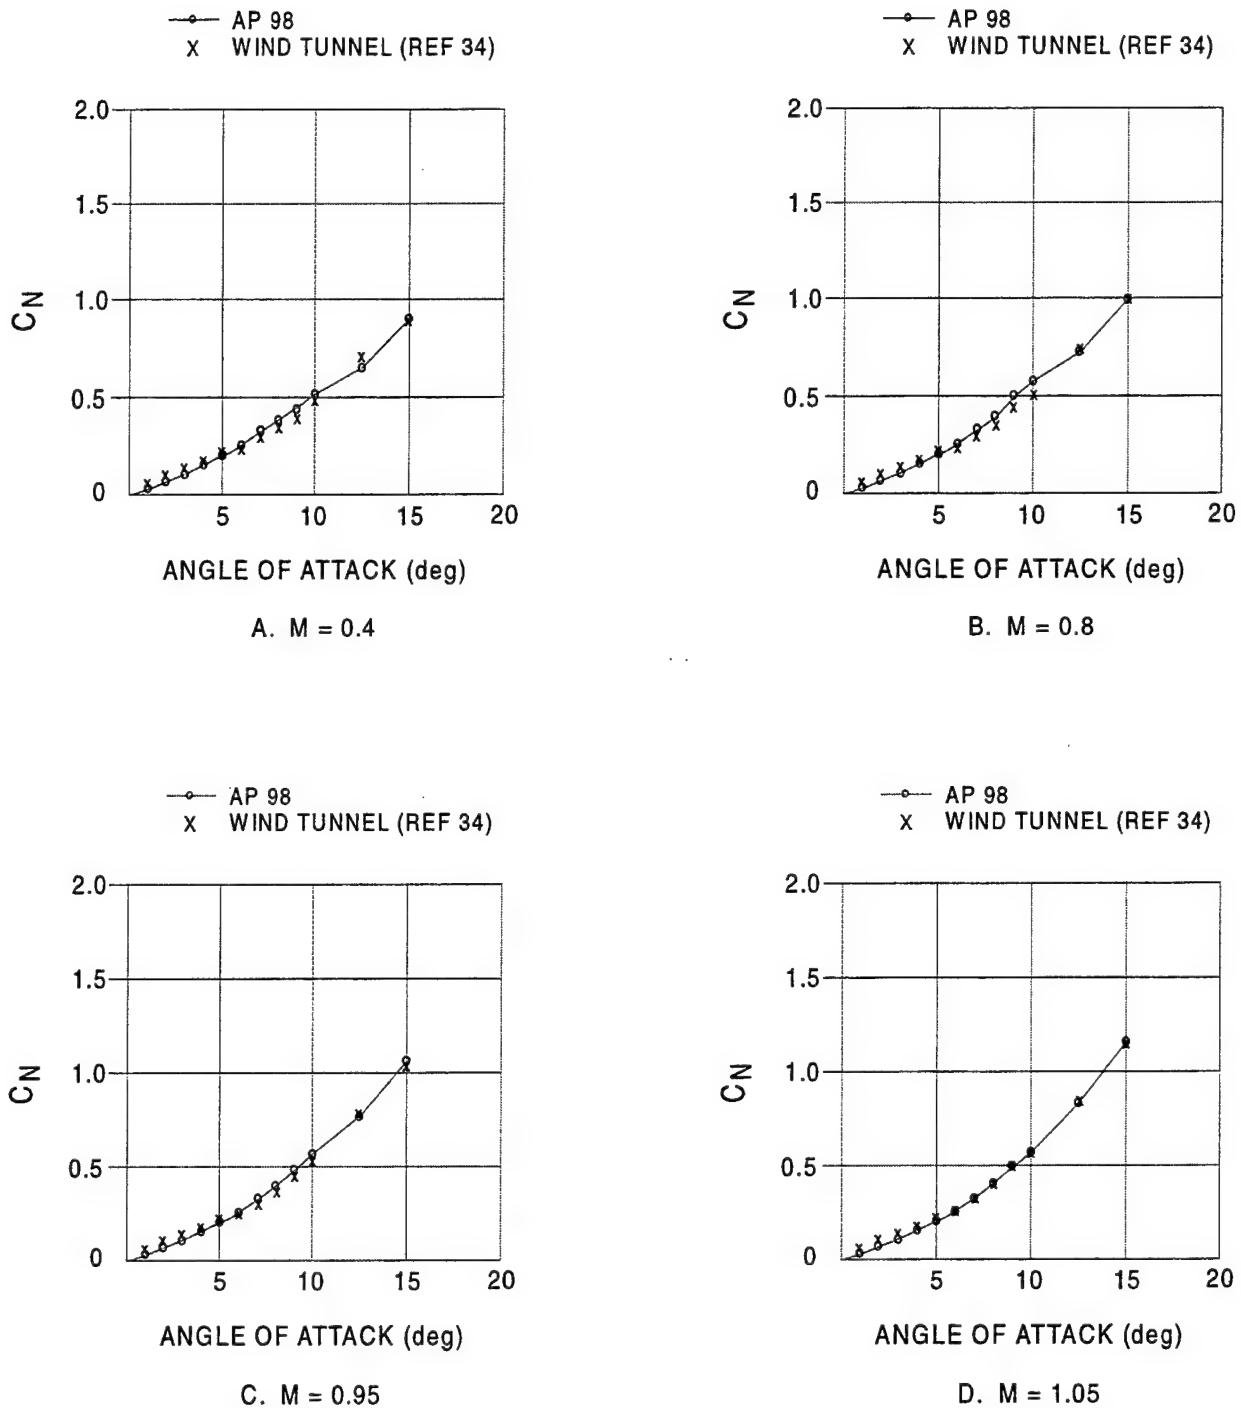 AP 98
X WIND TUNNEL (REF 34)
2.0
1.5
1.0
0.5
0
CN
5 10 15 20
ANGLE OF ATTACK (deg)
A. M = 0.4
AP 98
X WIND TUNNEL (REF 34)
2.0
1.5
1.0
0.5
0
CN
5 10 15 20
ANGLE OF ATTACK (deg)
B. M = 0.8
AP 98
X WIND TUNNEL (REF 34)
2.0
1.5
1.0
0.5
0
CN
5 10 15 20
ANGLE OF ATTACK (deg)
C. M = 0.95
AP 98
X WIND TUNNEL (REF 34)
2.0
1.5
1.0
0.5
0
CN
5 10 15 20
ANGLE OF ATTACK (deg)
D. M = 1.05